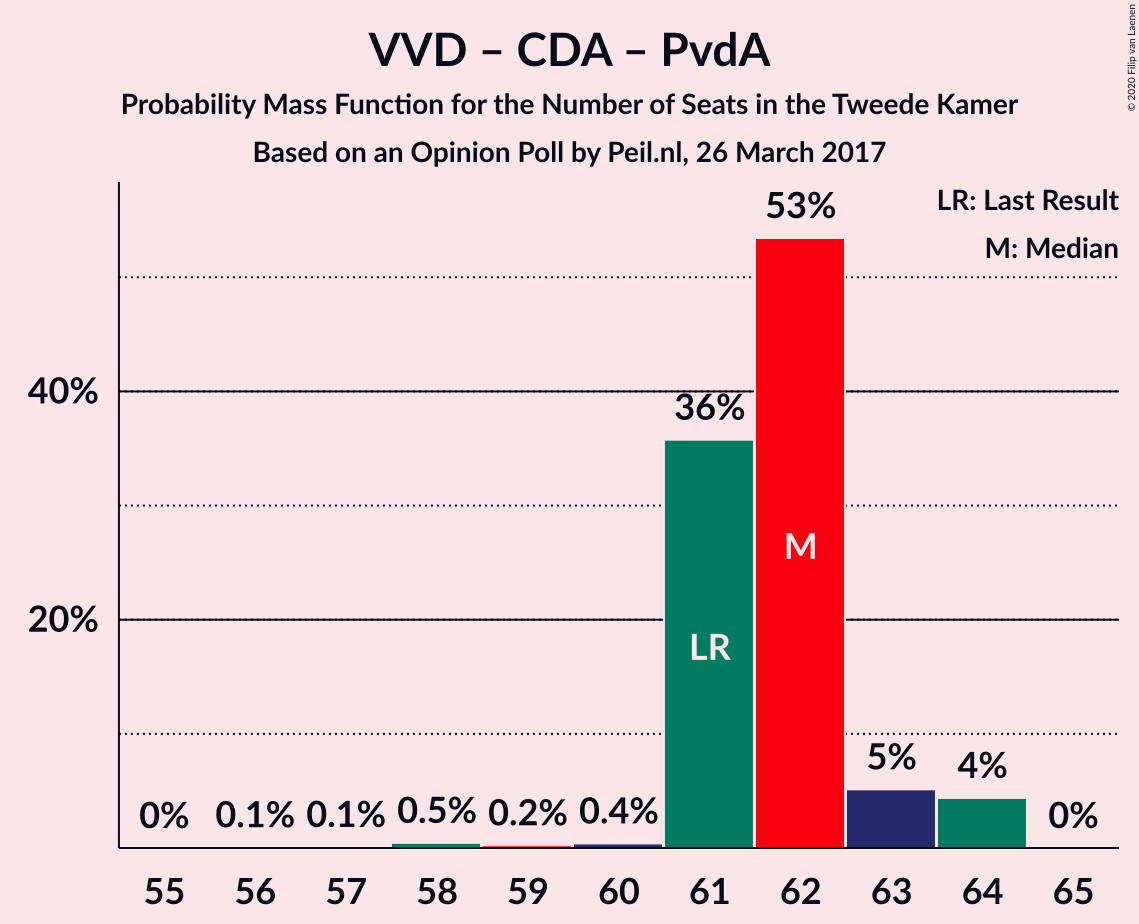 VVD – CDA – PvdA
Probability Mass Function for the Number of Seats in the Tweede Kamer
Based on an Opinion Poll by Peil.nl, 26 March 2017
© 2020 Filip van Laenen
LR: Last Result
M: Median
53%
40%
36%
M
20%
LR
0% 0.1% 0.1% 0.5% 0.2% 0.4% 5% 4% 0%
55 56 57 58 59 60 61 62 63 64 65